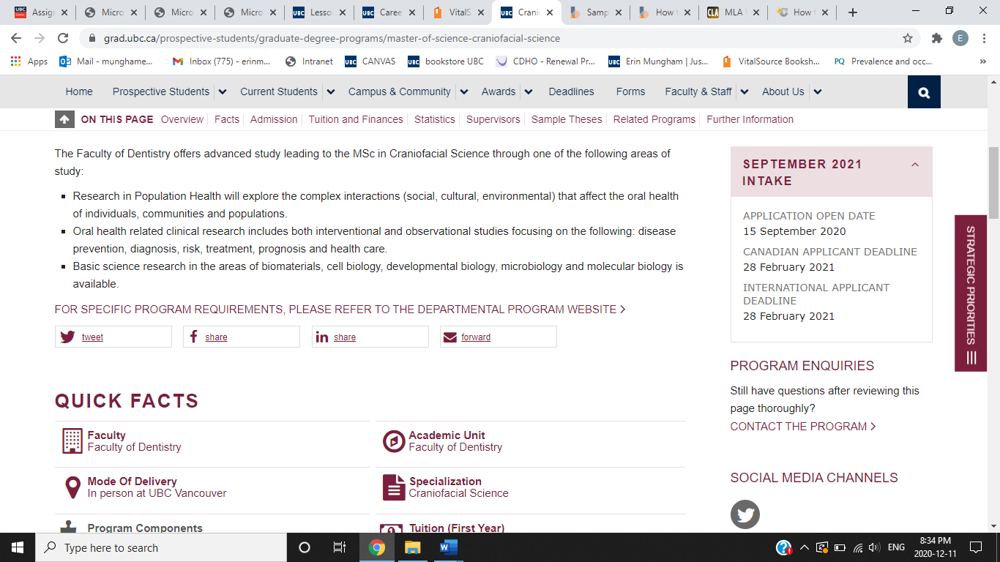 Assign
Micro
Micro
Micro
UBC Lesso
UBC Caree
VitalS
UBC Crani
Samp
How t
CLA MLA
How t
grad.ubc.ca/prospective-students/graduate-degree-programs/master-of-science-craniofacial-science
E
Apps
Mail - munghame...
Inbox (775) - erinm...
Intranet
UBC CANVAS
UBC bookstore UBC
CDHO - Renewal Pr...
UBC Erin Mungham | Jus...
VitalSource Booksh...
PQ Prevalence and occ...
»
Home Prospective Students Current Students Campus & Community Awards Deadlines Forms Faculty & Staff About Us
ON THIS PAGE Overview Facts Admission Tuition and Finances Statistics Supervisors Sample Theses Related Programs Further Information
The Faculty of Dentistry offers advanced study leading to the MSc in Craniofacial Science through one of the following areas of
study:
▪ Research in Population Health will explore the complex interactions (social, cultural, environmental) that affect the oral health
of individuals, communities and populations.
▪ Oral health related clinical research includes both interventional and observational studies focusing on the following: disease
prevention, diagnosis, risk, treatment, prognosis and health care.
▪ Basic science research in the areas of biomaterials, cell biology, developmental biology, microbiology and molecular biology is
available.
FOR SPECIFIC PROGRAM REQUIREMENTS, PLEASE REFER TO THE DEPARTMENTAL PROGRAM WEBSITE >
tweet
share
share
forward
QUICK FACTS
Faculty
Faculty of Dentistry
Academic Unit
Faculty of Dentistry
Mode Of Delivery
In person at UBC Vancouver
Specialization
Craniofacial Science
Program Components
Tuition (First Year)
SEPTEMBER 2021
INTAKE
APPLICATION OPEN DATE
15 September 2020
CANADIAN APPLICANT DEADLINE
28 February 2021
INTERNATIONAL APPLICANT
DEADLINE
28 February 2021
PROGRAM ENQUIRIES
Still have questions after reviewing this
page thoroughly?
CONTACT THE PROGRAM >
SOCIAL MEDIA CHANNELS
STRATEGIC PRIORITIES
Type here to search
ENG
8:34 PM
2020-12-11